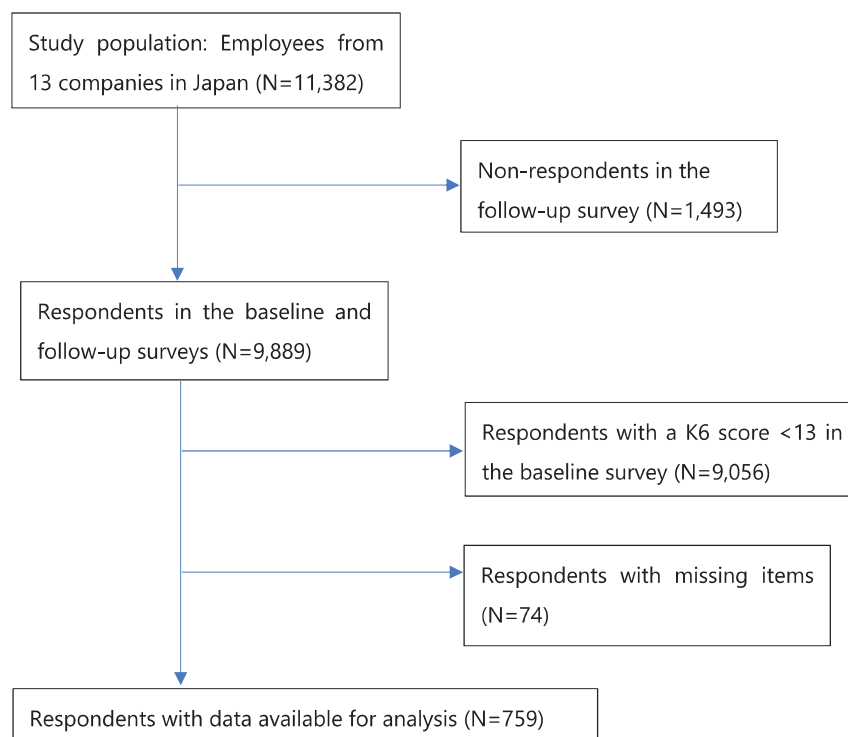 Study population: Employees from
13 companies in Japan (N=11,382)
Non-respondents in the
follow-up survey (N=1,493)
Respondents in the baseline and
follow-up surveys (N=9,889)
Respondents with a K6 score <13 in
the baseline survey (N=9,056)
Respondents with missing items
(N=74)
Respondents with data available for analysis (N=759)